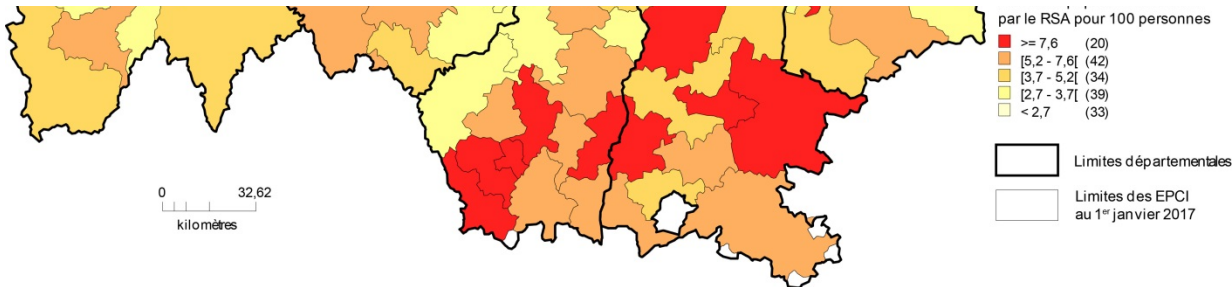 par le RSA pour 100 personnes
>= 7,6 (20)
[5,2 - 7,6[ (42)
[3,7 - 5,2[ (34)
[2,7 - 3,7[ (39)
< 2,7 (33)
Limites départementales
Limites des EPCI
au 1er janvier 2017
0 32,62
kilomètres